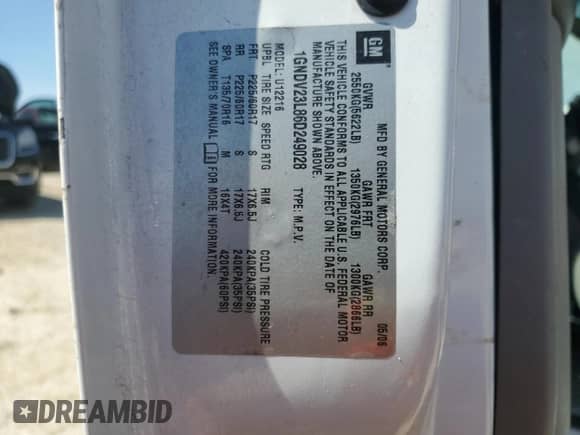 GM
MFD BY GENERAL MOTORS CORP. 05/06
GVWR GAWR FRT GAWR RR
2550KG(5622LB) 1350KG(2976LB) 1300KG(2866LB)
THIS VEHICLE CONFORMS TO ALL APPLICABLE U.S. FEDERAL MOTOR
VEHICLE SAFETY STANDARDS IN EFFECT ON THE DATE OF
MANUFACTURE SHOWN ABOVE.
1GNDV23L86D249028 TYPE: M.P.V.
MODEL: U12216
UPBL TIRE SIZE SPEED RTG RIM COLD TIRE PRESSURE
FRT P225/60R17 S 17X6.5J 240KPA(35PSI)
RR P225/60R17 S 17X6.5J 240KPA(35PSI)
SPA T135/70R16 M 16X4T 420KPA(60PSI)
SEE OWNER'S MANUAL FOR MORE INFORMATION.
DREAMBID